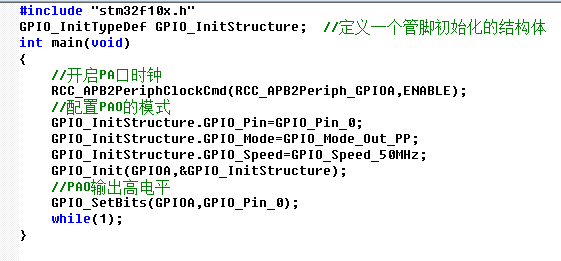 #include "stm32f10x.h"
GPIO_InitTypeDef GPIO_InitStructure;  //定义一个管脚初始化的结构体
int main(void)
{
    //开启PA口时钟
    RCC_APB2PeriphClockCmd(RCC_APB2Periph_GPIOA,ENABLE);
    //配置PA0的模式
    GPIO_InitStructure.GPIO_Pin=GPIO_Pin_0;
    GPIO_InitStructure.GPIO_Mode=GPIO_Mode_Out_PP;
    GPIO_InitStructure.GPIO_Speed=GPIO_Speed_50MHz;
    GPIO_Init(GPIOA,&GPIO_InitStructure);
    //PA0输出高电平
    GPIO_SetBits(GPIOA,GPIO_Pin_0);
    while(1);
}